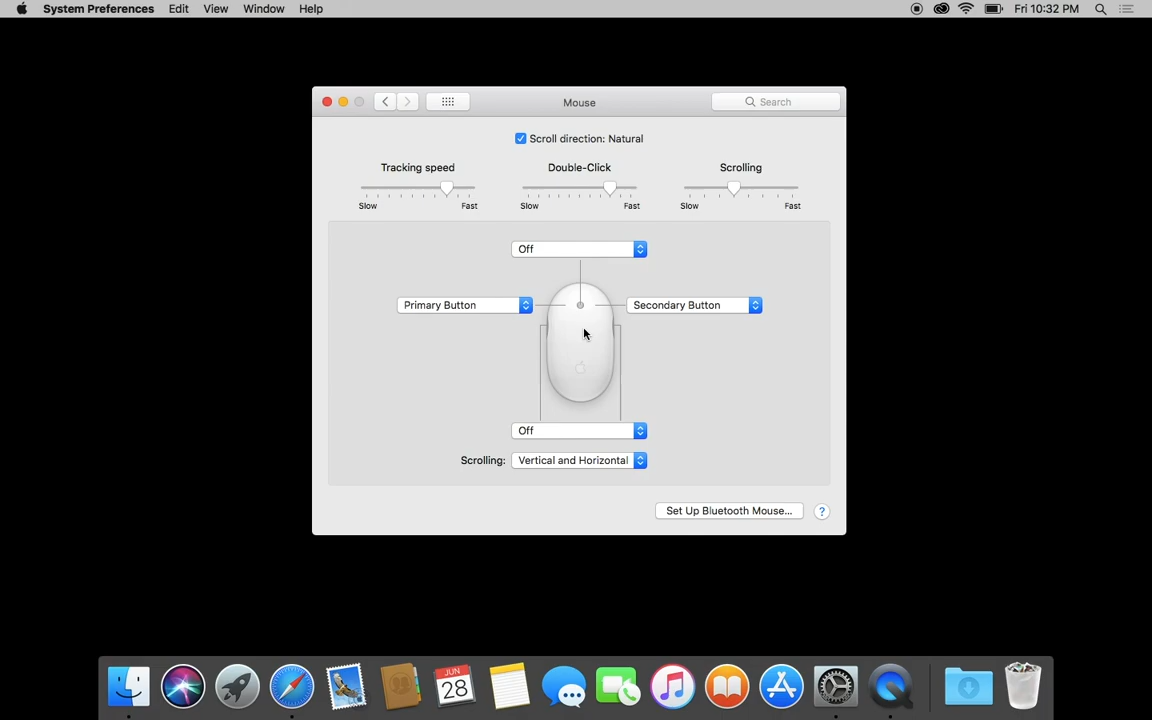 System Preferences Edit View Window Help Fri 10:32 PM
Mouse Search
Scroll direction: Natural
Tracking speed Double-Click Scrolling
Slow Fast Slow Fast Slow Fast
Off
Primary Button Secondary Button
Off
Scrolling: Vertical and Horizontal
Set Up Bluetooth Mouse... ?
JUN
28